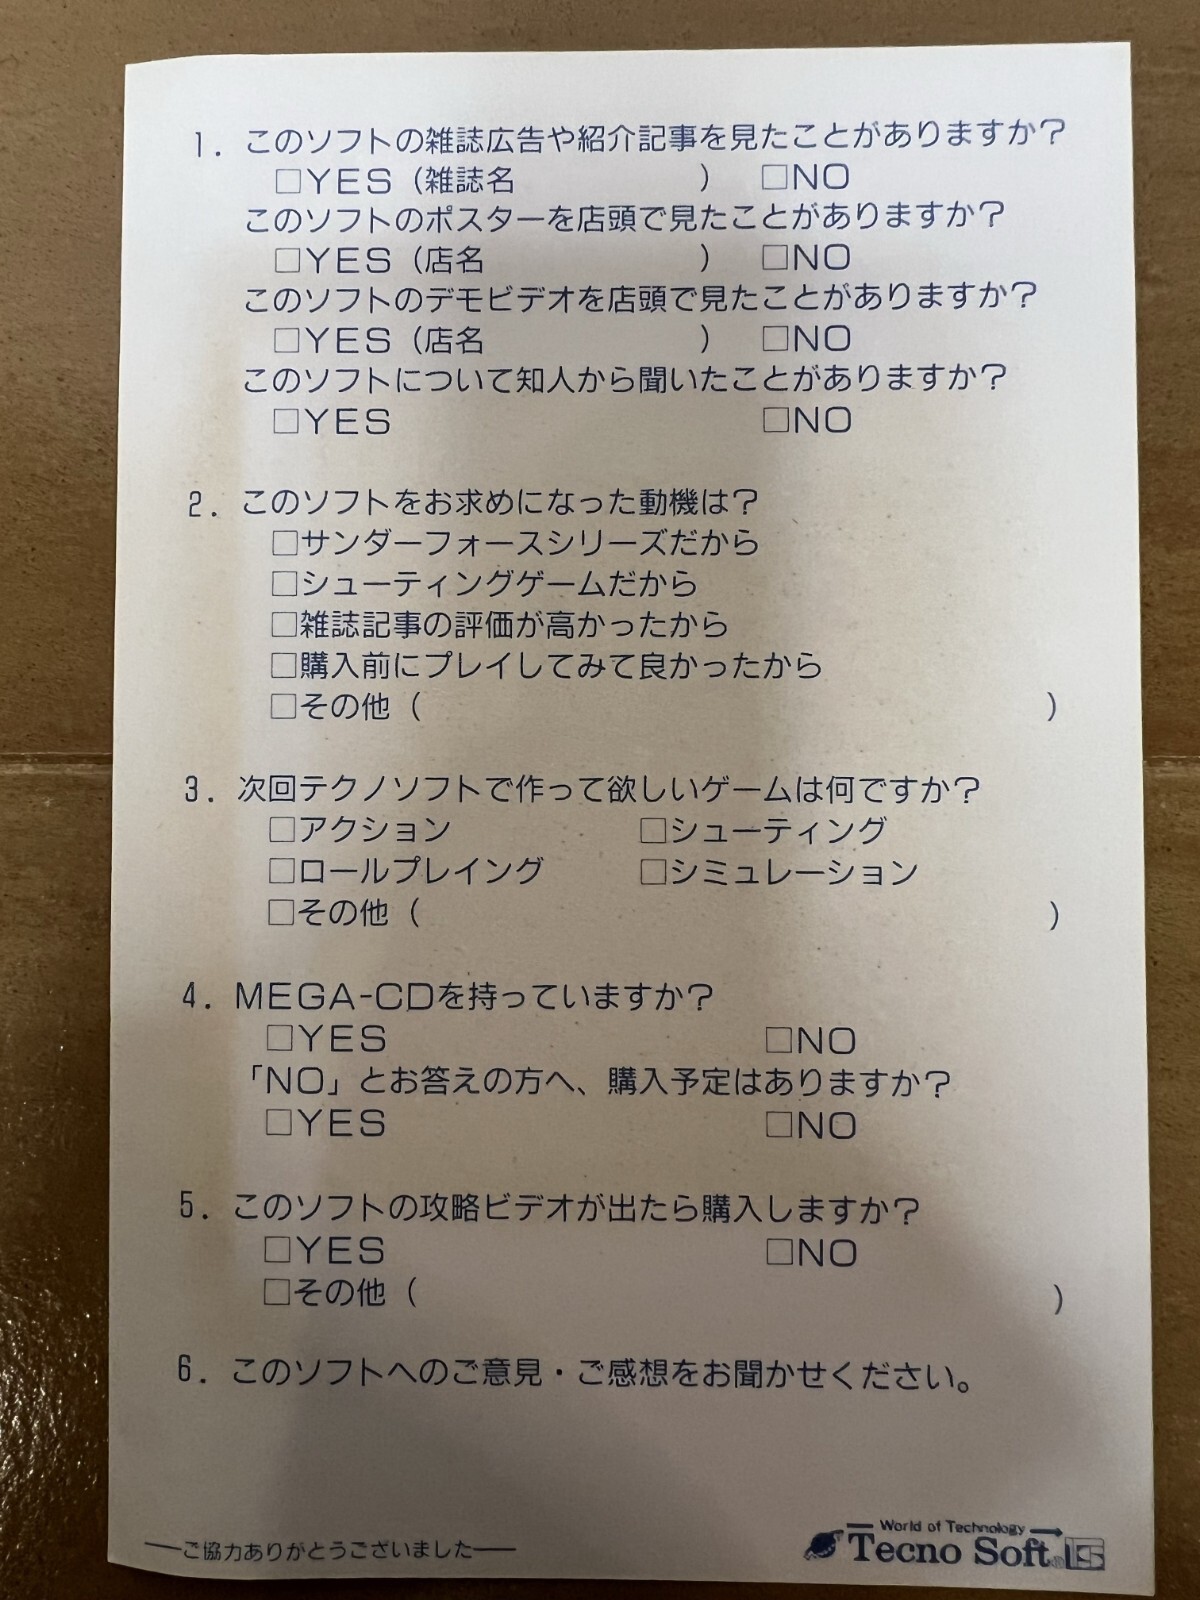 1．このソフトの雑誌広告や紹介記事を見たことがありますか？
□YES（雑誌名　　　　　　）　□NO
このソフトのポスターを店頭で見たことがありますか？
□YES（店名　　　　　　　）　□NO
このソフトのデモビデオを店頭で見たことがありますか？
□YES（店名　　　　　　　）　□NO
このソフトについて知人から聞いたことがありますか？
□YES　　　　　　　　　　　　□NO
2．このソフトをお求めになった動機は？
□サンダーフォースシリーズだから
□シューティングゲームだから
□雑誌記事の評価が高かったから
□購入前にプレイしてみて良かったから
□その他（　　　　　　　　　　　　　　　　　　　　）
3．次回テクノソフトで作って欲しいゲームは何ですか？
□アクション　　　　　　□シューティング
□ロールプレイング　　　□シミュレーション
□その他（　　　　　　　　　　　　　　　　　　　　）
4．MEGA-CDを持っていますか？
□YES　　　　　　　　　　　　□NO
「NO」とお答えの方へ、購入予定はありますか？
□YES　　　　　　　　　　　　□NO
5．このソフトの攻略ビデオが出たら購入しますか？
□YES　　　　　　　　　　　　□NO
□その他（　　　　　　　　　　　　　　　　　　　　）
6．このソフトへのご意見・ご感想をお聞かせください。
――ご協力ありがとうございました――
World of Technology
Tecno Soft®